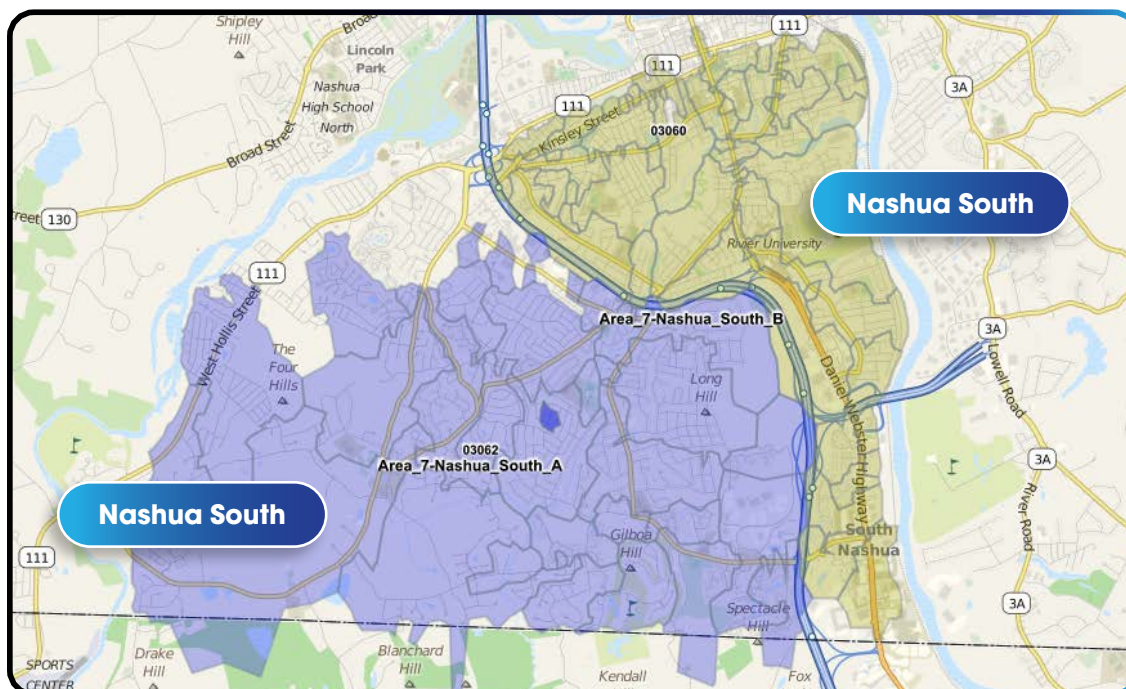 Shipley
Hill
Broad
111
Lincoln
Park
111
Nashua
High School
North
111
3A
Kinsley Street
03060
Broad Street
Nashua South
treet
130
Rivier University
111
3A
West Hollis Street
Area_7-Nashua_South_B
The
Four
Hills
Long
Hill
Lowell Road
Daniel Webster Highway
03062
Area_7-Nashua_South_A
3A
Nashua South
River Road
111
Gilboa
Hill
South
Nashua
3A
Spectacle
Hill
SPORTS
CENTER
Drake
Hill
Blanchard
Hill
Kendall
Fox